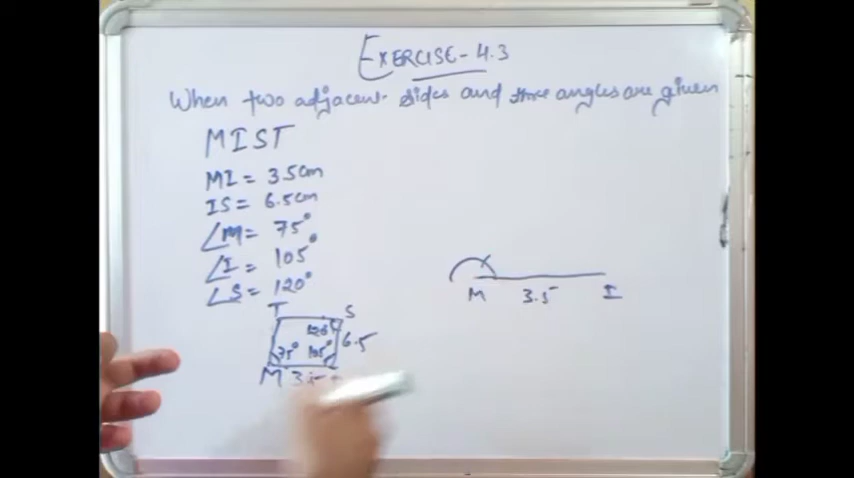 EXERCISE-4.3
When two adjacent sides and three angles are given
MIST
MI = 3.5cm
IS = 6.5cm
∠M = 75°
∠I = 105°
∠S = 120°
T S
120°
6.5
75° 105°
M
M 3.5 I